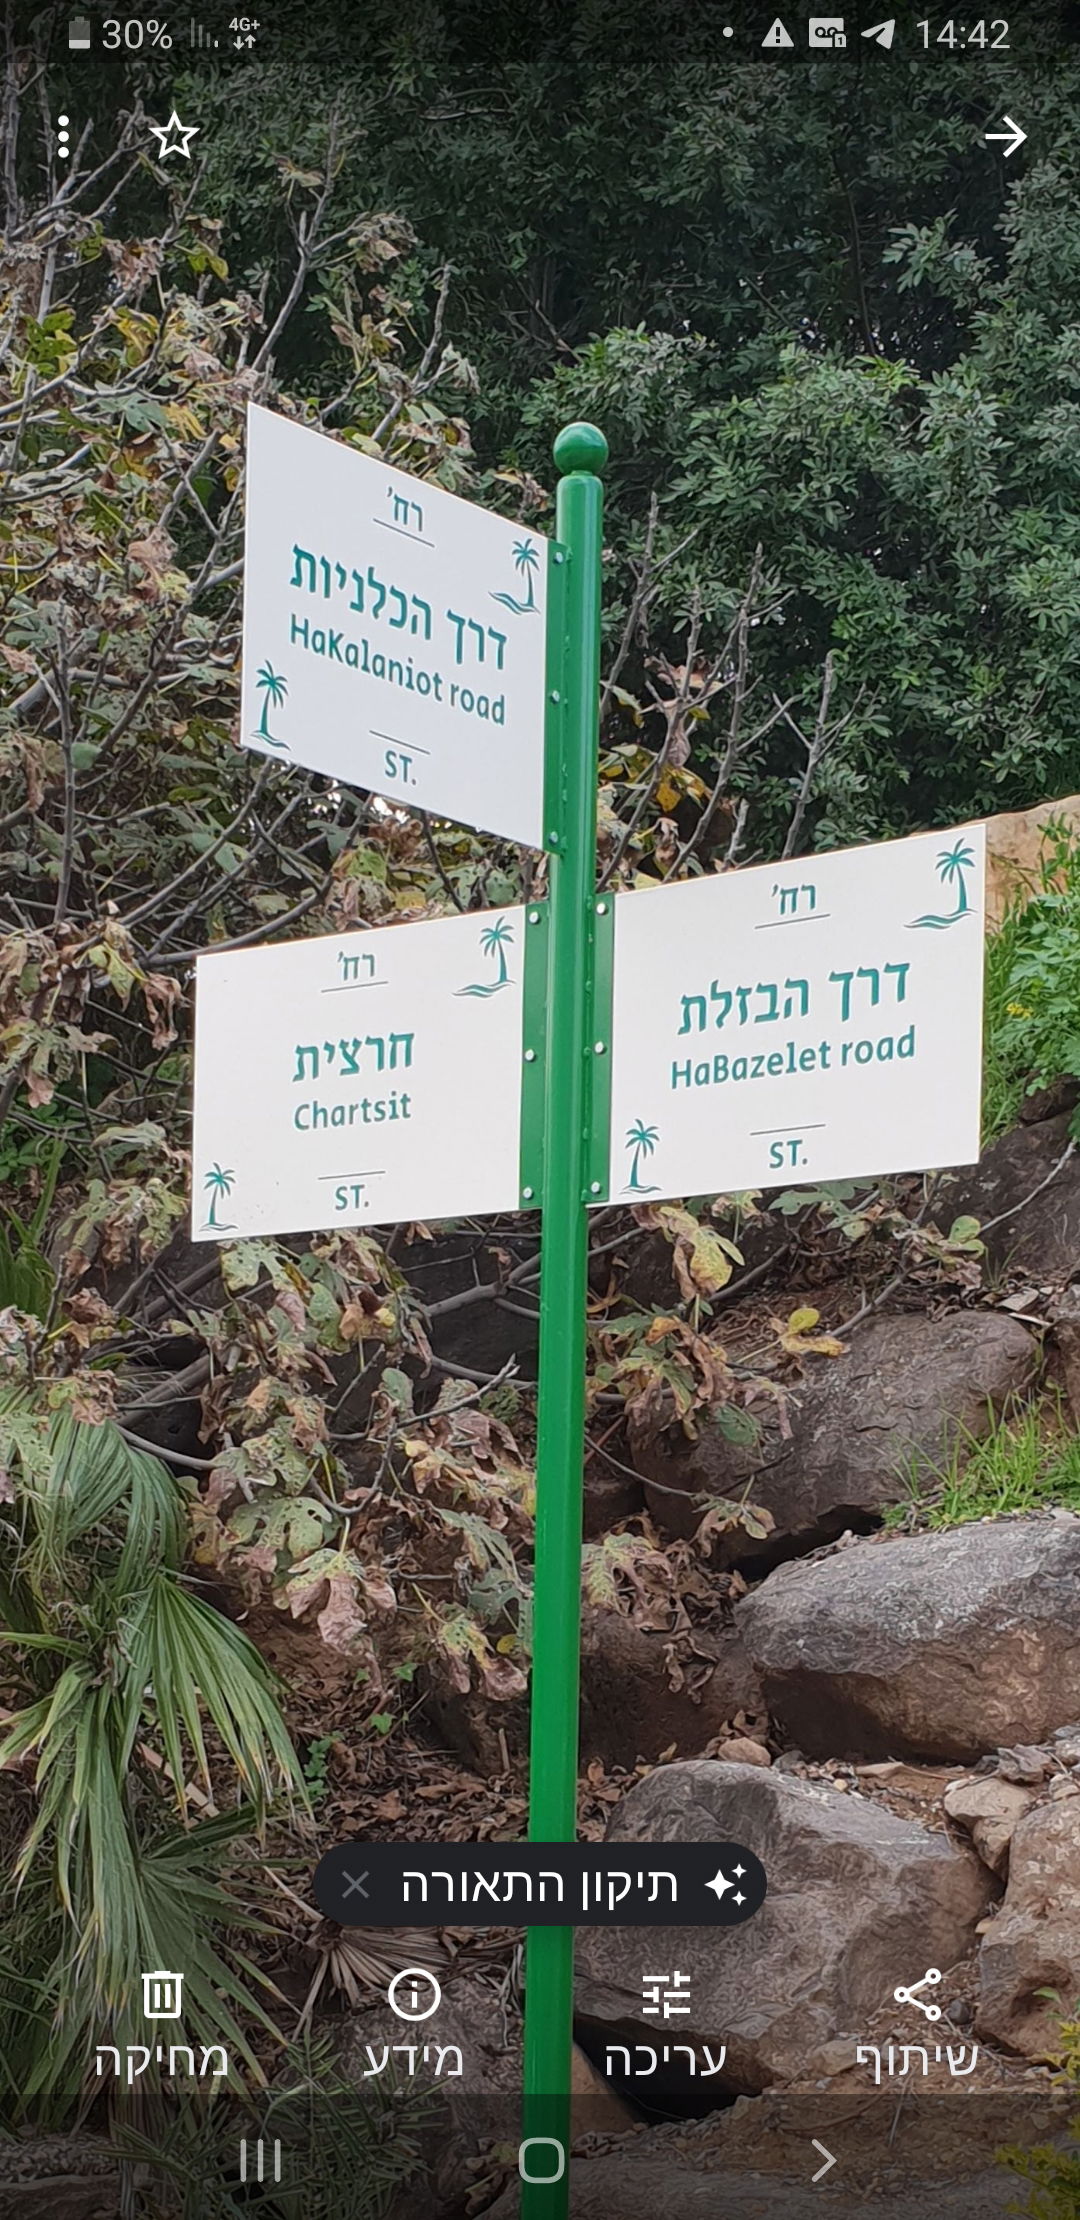 30%
4G+
14:42
רח'
דרך הכלניות
HaKalaniot road
ST.
רח'
דרך הבזלת
HaBazelet road
ST.
רח'
חרצית
Chartsit
ST.
תיקון התאורה
שיתוף
עריכה
מידע
מחיקה